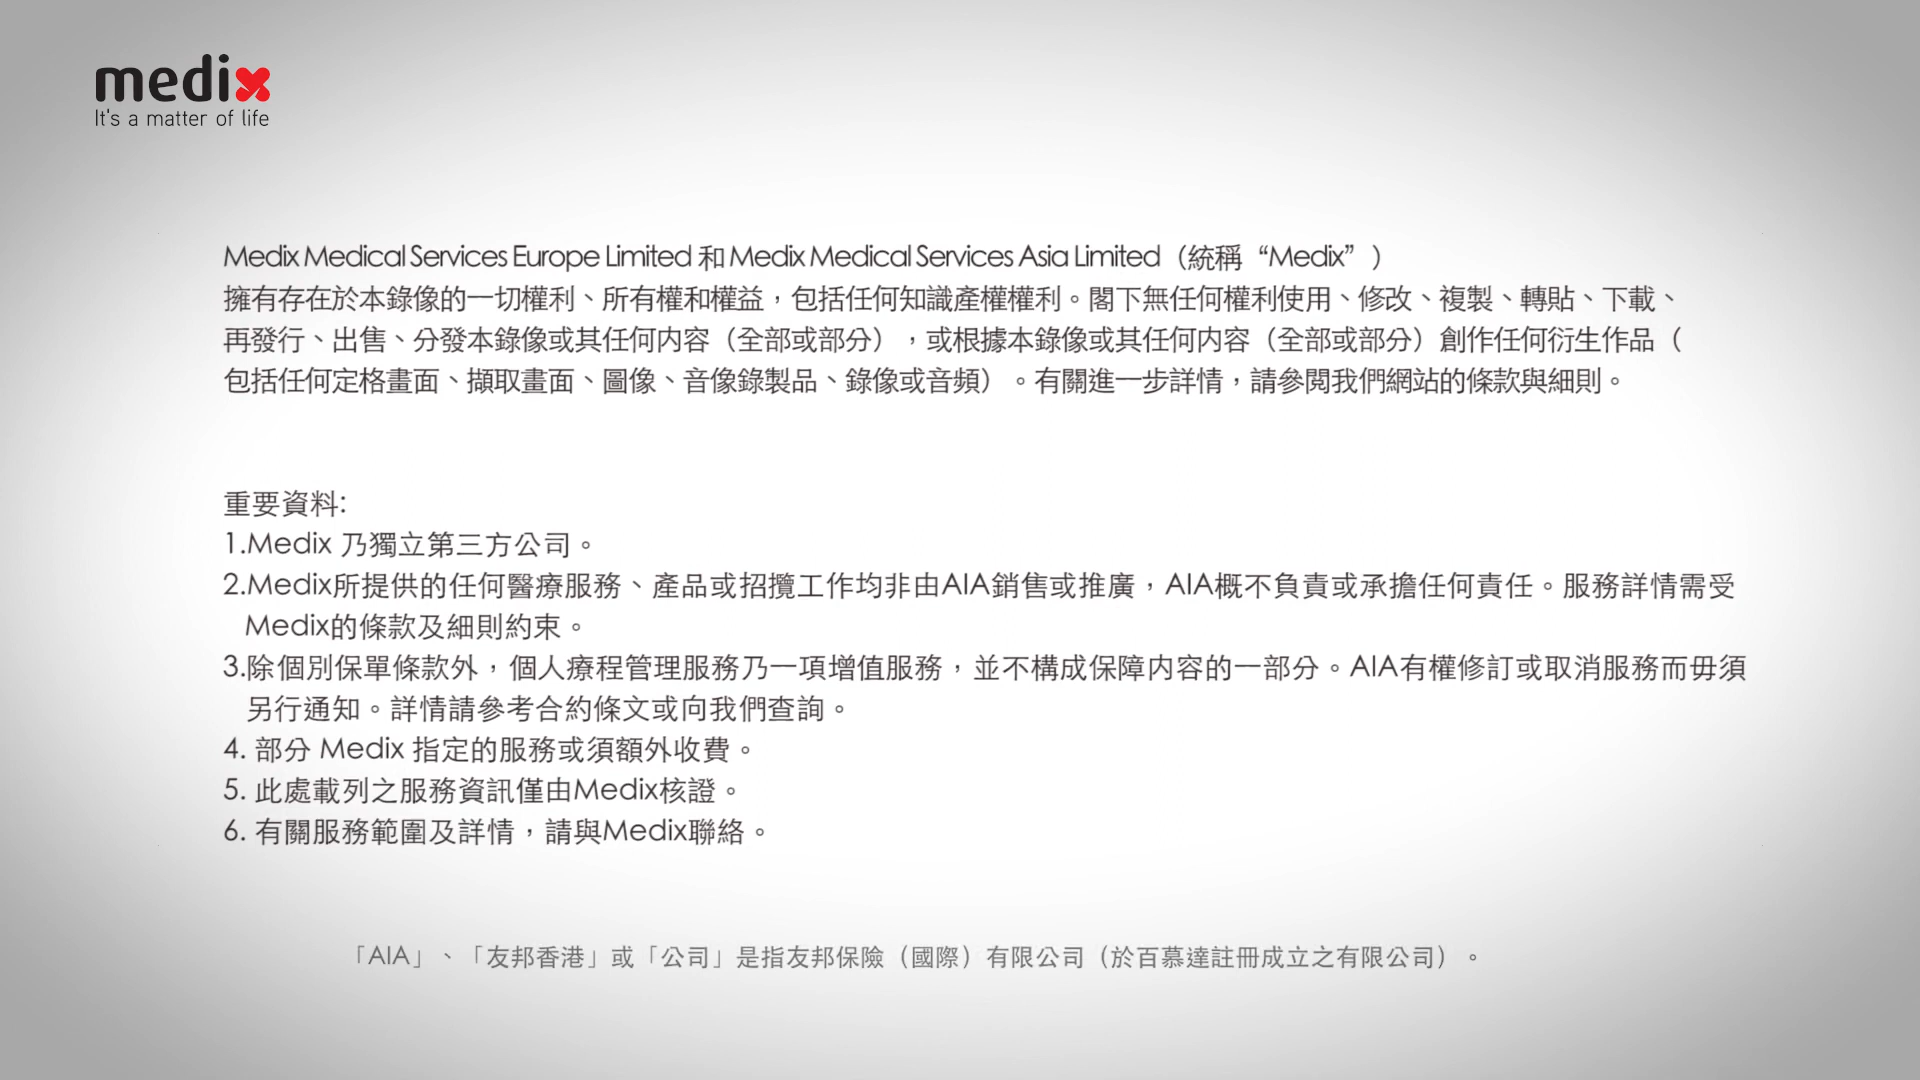 medix
It's a matter of life
Medix Medical Services Europe Limited 和 Medix Medical Services Asia Limited（統稱“Medix”）
擁有存在於本錄像的一切權利、所有權和權益，包括任何知識產權權利。閣下無任何權利使用、修改、複製、轉貼、下載、
再發行、出售、分發本錄像或其任何内容（全部或部分），或根據本錄像或其任何内容（全部或部分）創作任何衍生作品（
包括任何定格畫面、擷取畫面、圖像、音像錄製品、錄像或音頻）。有關進一步詳情，請參閱我們網站的條款與細則。
重要資料:
1.Medix 乃獨立第三方公司。
2.Medix所提供的任何醫療服務、產品或招攬工作均非由AIA銷售或推廣，AIA概不負責或承擔任何責任。服務詳情需受
Medix的條款及細則約束。
3.除個別保單條款外，個人療程管理服務乃一項增值服務，並不構成保障内容的一部分。AIA有權修訂或取消服務而毋須
另行通知。詳情請參考合約條文或向我們查詢。
4. 部分 Medix 指定的服務或須額外收費。
5. 此處載列之服務資訊僅由Medix核證。
6. 有關服務範圍及詳情，請與Medix聯絡。
「AIA」、「友邦香港」或「公司」是指友邦保險（國際）有限公司（於百慕達註冊成立之有限公司）。